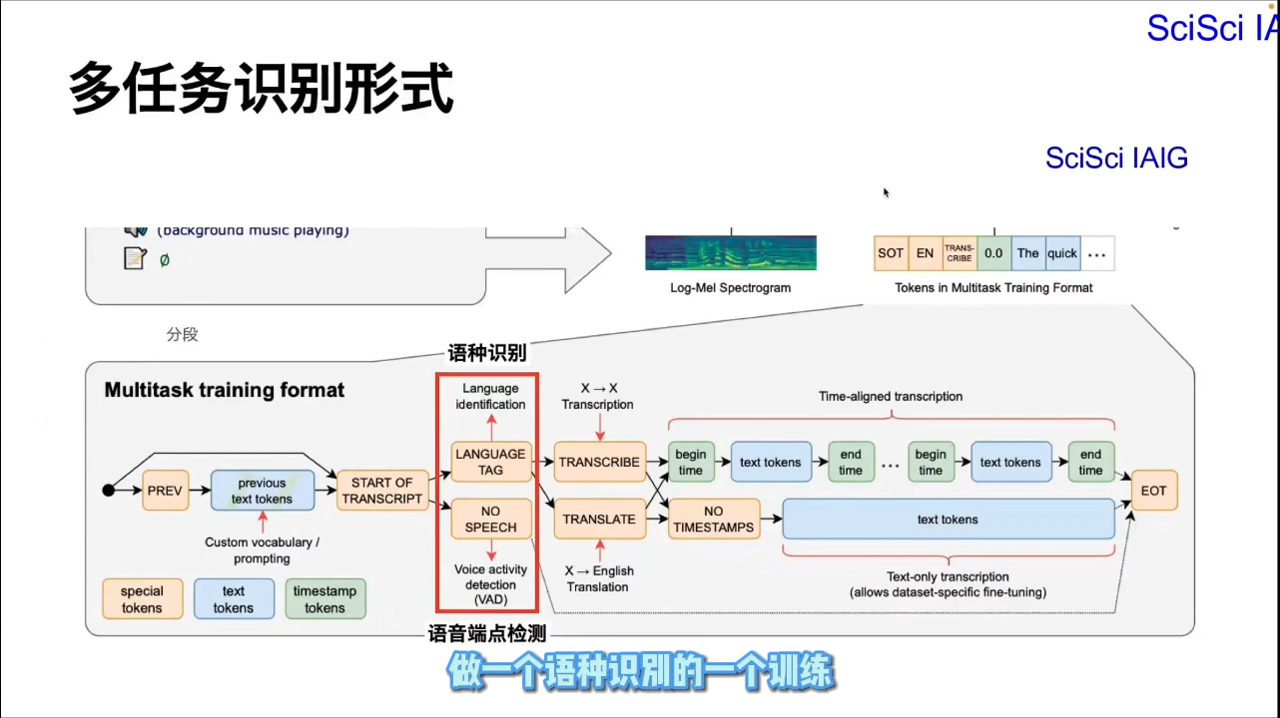 SciSci IA
多任务识别形式
SciSci IAIG
(background music playing)
Ø
SOT EN TRANS-CRIBE 0.0 The quick ...
Log-Mel Spectrogram
Tokens in Multitask Training Format
分段
语种识别
Multitask training format
Language
identification
X → X
Transcription
Time-aligned transcription
LANGUAGE
TAG
TRANSCRIBE
begin
time
text tokens
end
time
...
begin
time
text tokens
end
time
PREV
previous
text tokens
START OF
TRANSCRIPT
NO
SPEECH
TRANSLATE
NO
TIMESTAMPS
text tokens
EOT
Custom vocabulary /
prompting
Voice activity
detection
(VAD)
X → English
Translation
Text-only transcription
(allows dataset-specific fine-tuning)
special
tokens
text
tokens
timestamp
tokens
语音端点检测
做一个语种识别的一个训练